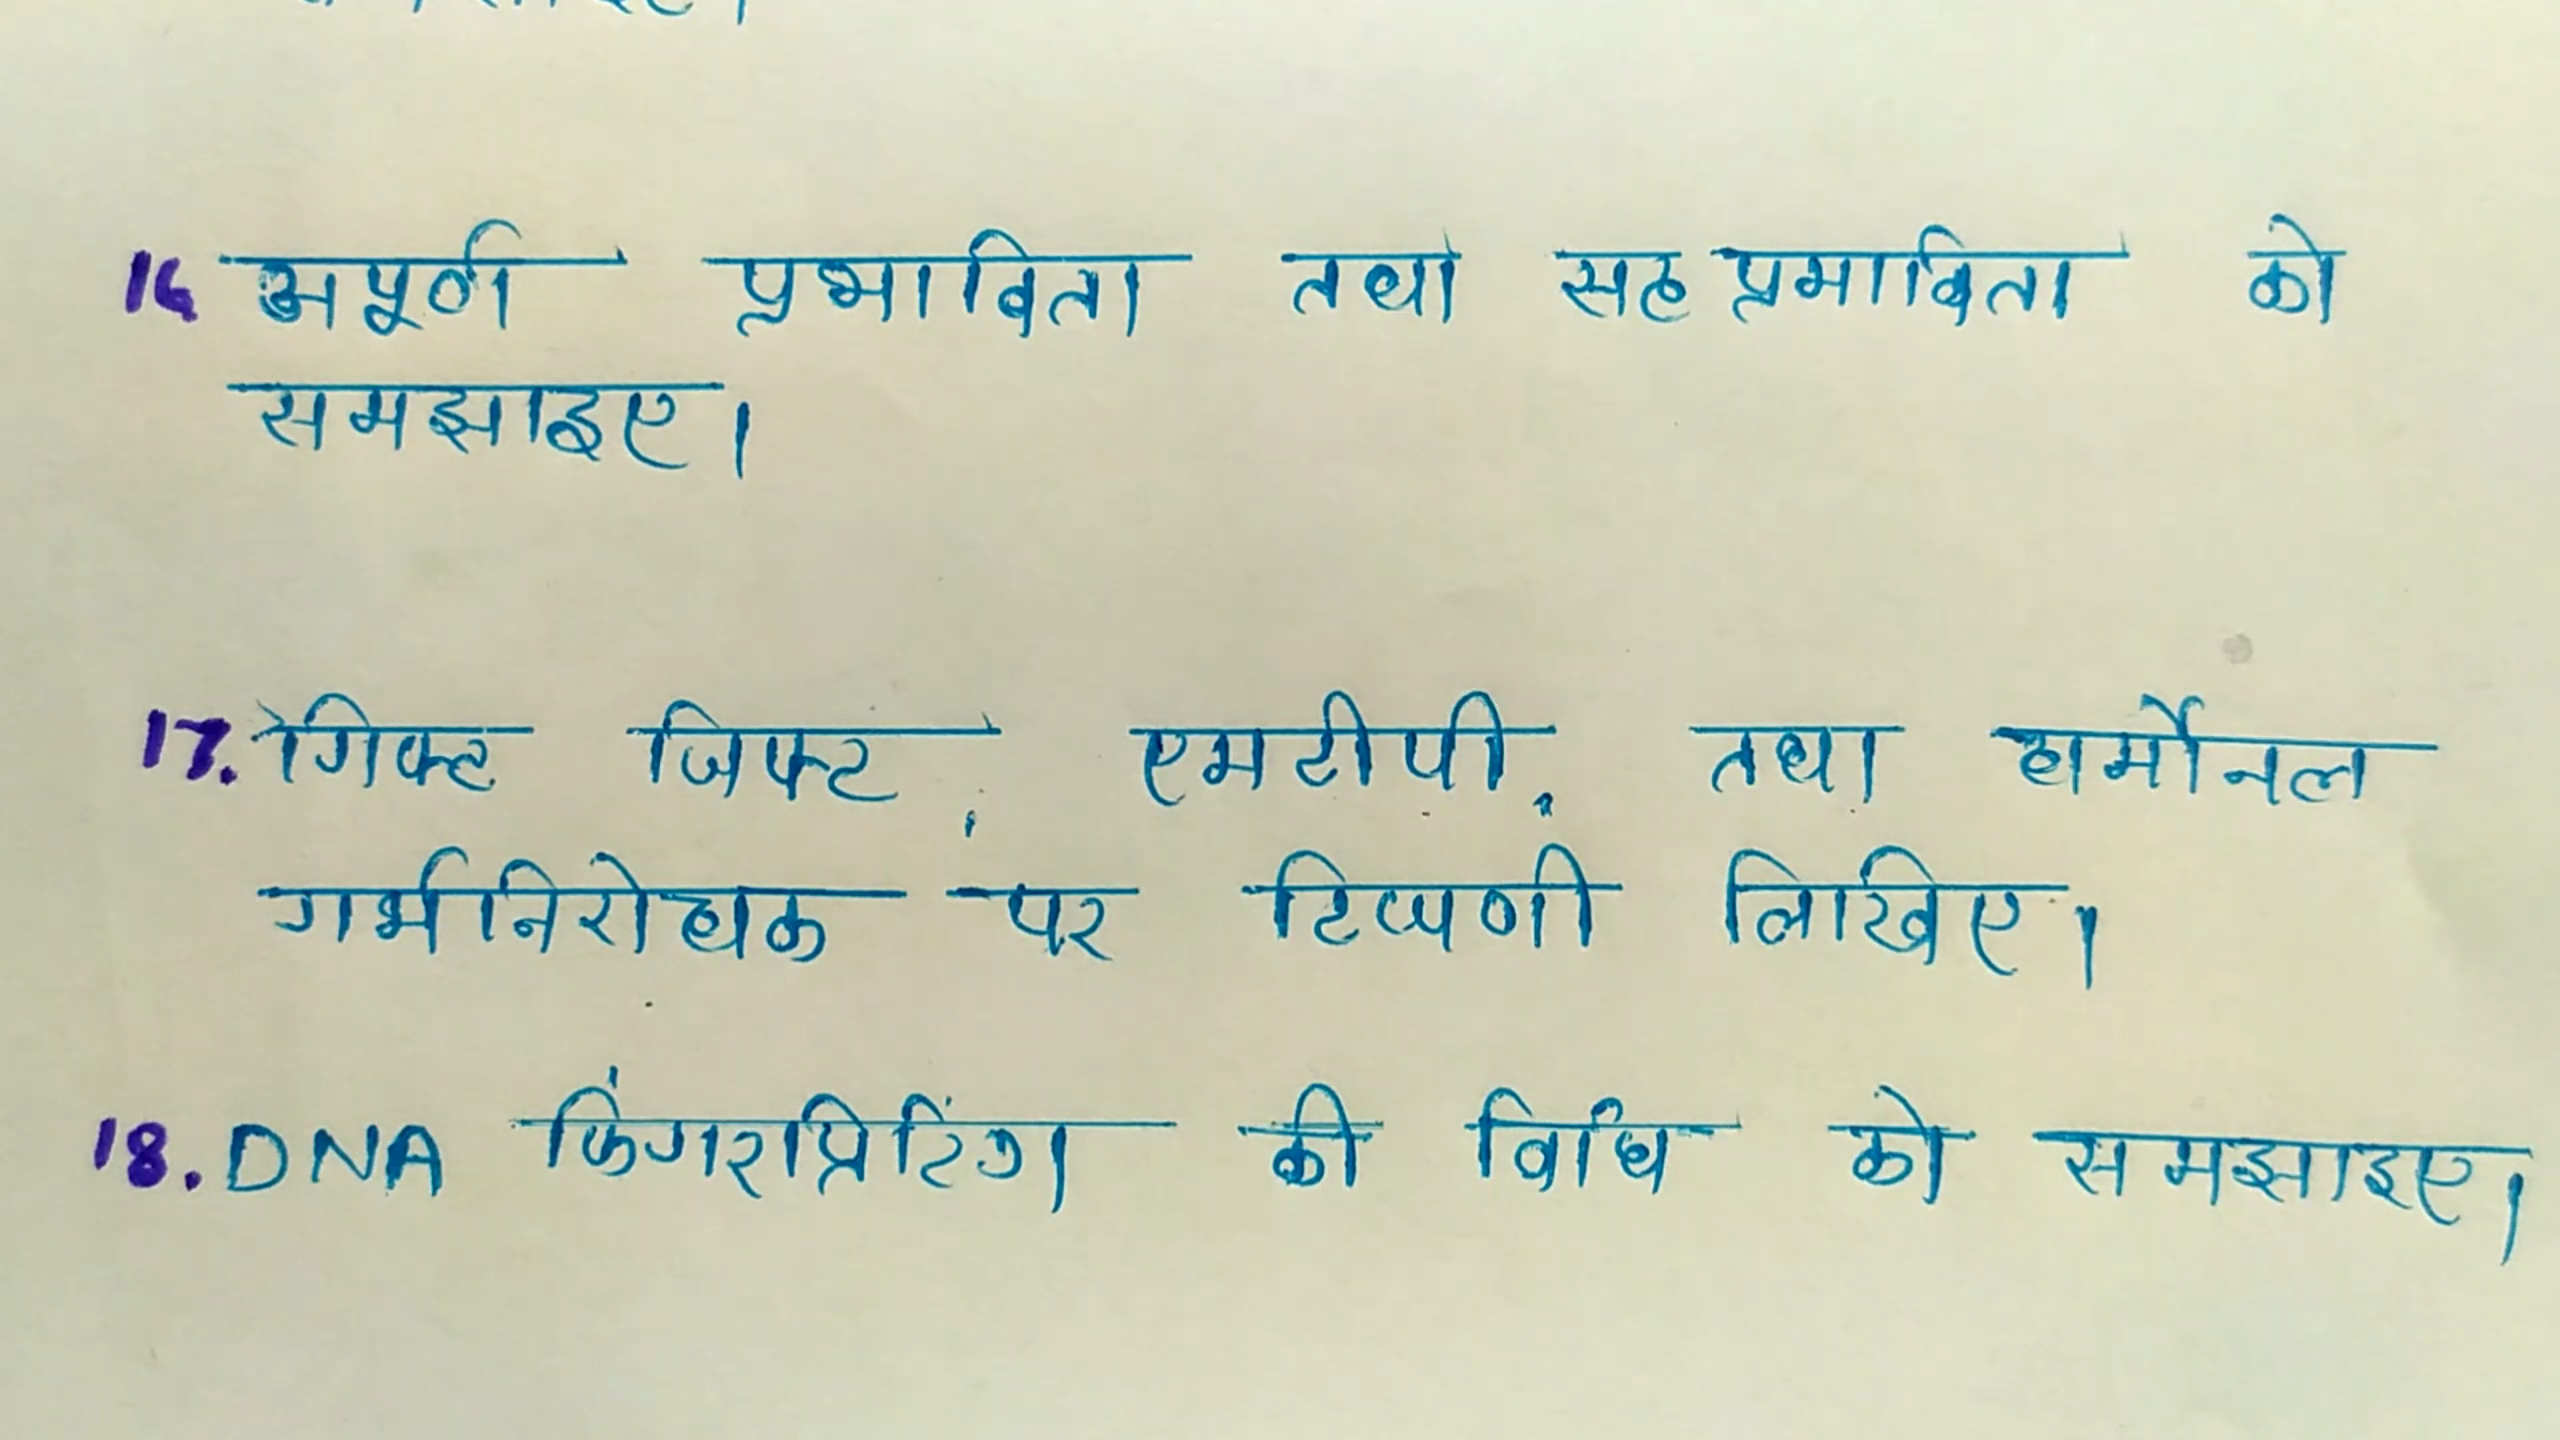 16 अपूर्ण प्रभाविता तथा सह प्रभाविता को
समझाइए।
17. गिफ्ट जिफ्ट, एमटीपी, तथा हार्मोनल
गर्भनिरोधक पर टिप्पणी लिखिए।
18. DNA फिंगरप्रिंटिंग की विधि को समझाइए।